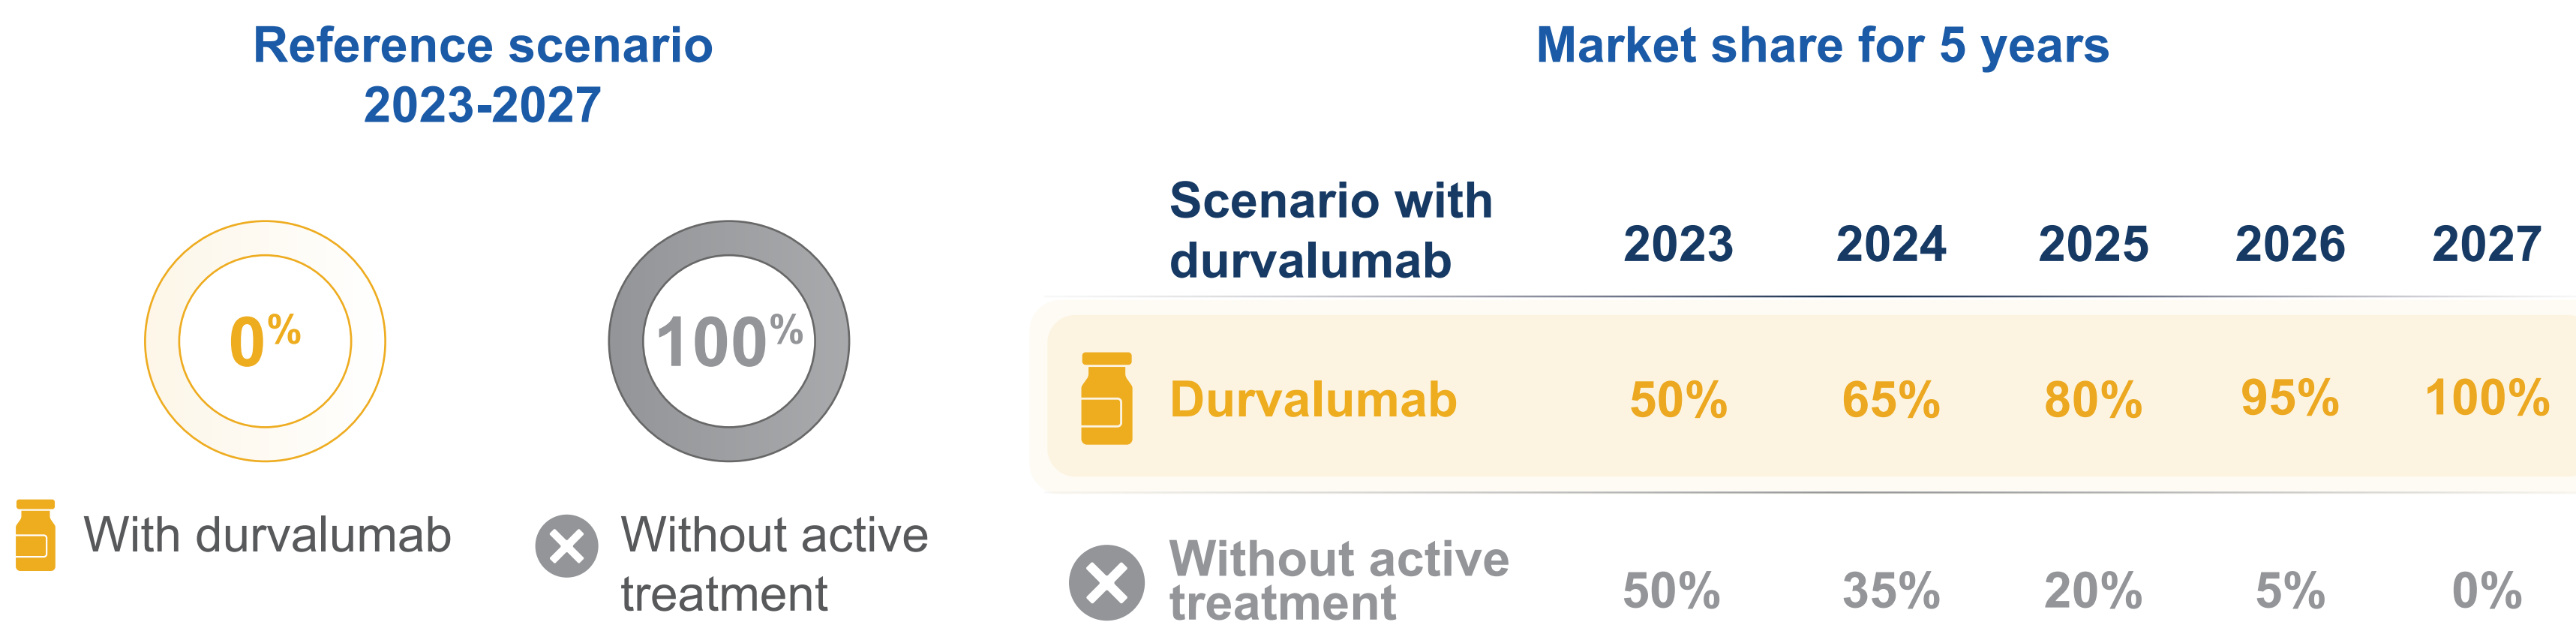 Reference scenario
2023-2027
0%
100%
With durvalumab
Without active
treatment
Market share for 5 years
Scenario with
durvalumab
2023 2024 2025 2026 2027
Durvalumab 50% 65% 80% 95% 100%
Without active
treatment
50% 35% 20% 5% 0%